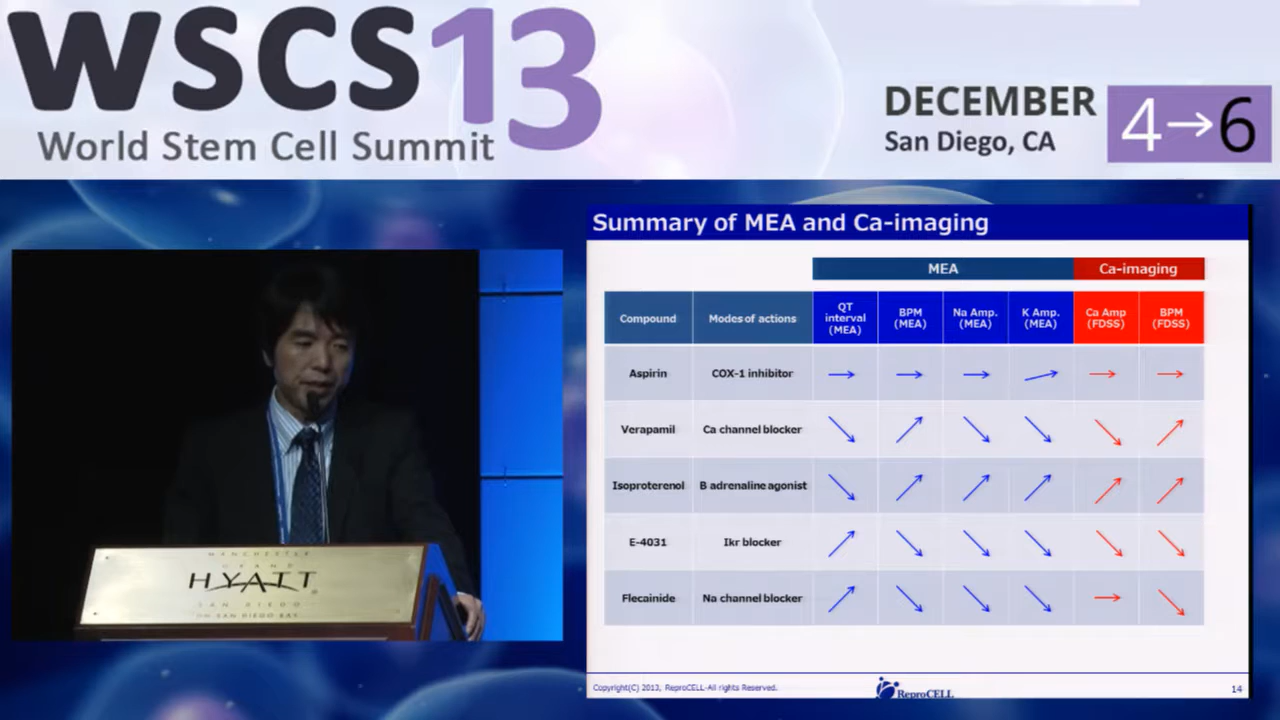 WSCS13
World Stem Cell Summit
DECEMBER
San Diego, CA
4→6
Summary of MEA and Ca-imaging
MEA
Ca-imaging
Compound
Modes of actions
QT interval (MEA)
BPM (MEA)
Na Amp. (MEA)
K Amp. (MEA)
Ca Amp (FDSS)
BPM (FDSS)
Aspirin
COX-1 inhibitor
Verapamil
Ca channel blocker
Isoproterenol
B adrenaline agonist
E-4031
Ikr blocker
Flecainide
Na channel blocker
Copyright(C) 2013, ReproCELL-All rights Reserved.
REPROCELL
14
MANCHESTER
GRAND
HYATT
SAN DIEGO
ON SAN DIEGO BAY